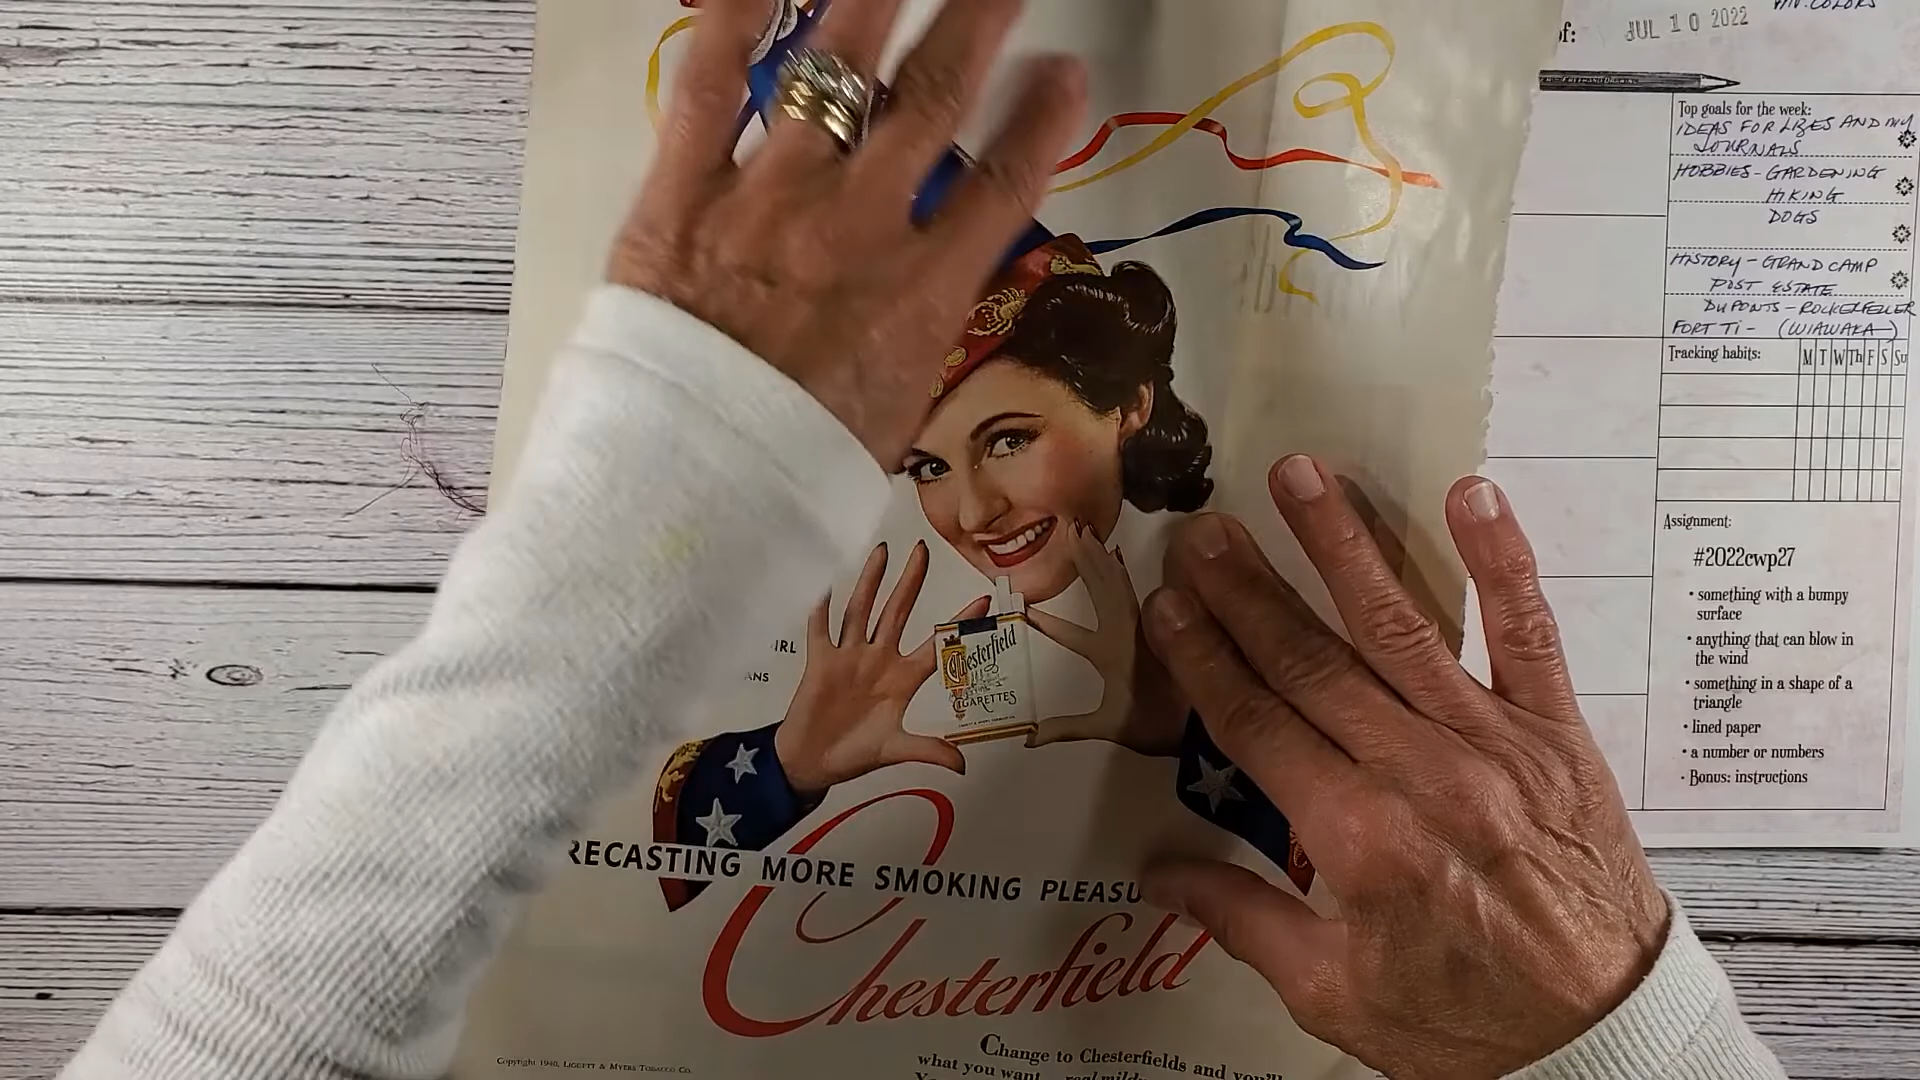 IRL
ANS
Chesterfield
CIGARETTES
RECASTING MORE SMOKING PLEASU
Chesterfield
Change to Chesterfields and you'll
what you want
real
Copyright 1940, LIGGETT & MYERS TOBACCO CO.
VIN. COLORS
of:
JUL 10 2022
Top goals for the week:
IDEAS FOR LIZES AND MY
JOURNALS
HOBBIES - GARDENING
HIKING
DOGS
HISTORY - GRAND CAMP
POST ESTATE
DUPONTS - ROCKEFELLER
FORT TI - (WIAWAKA)
Tracking habits:
M T W Th F S Su
Assignment:
#2022cwp27
• something with a bumpy
surface
• anything that can blow in
the wind
• something in a shape of a
triangle
• lined paper
• a number or numbers
• Bonus: instructions